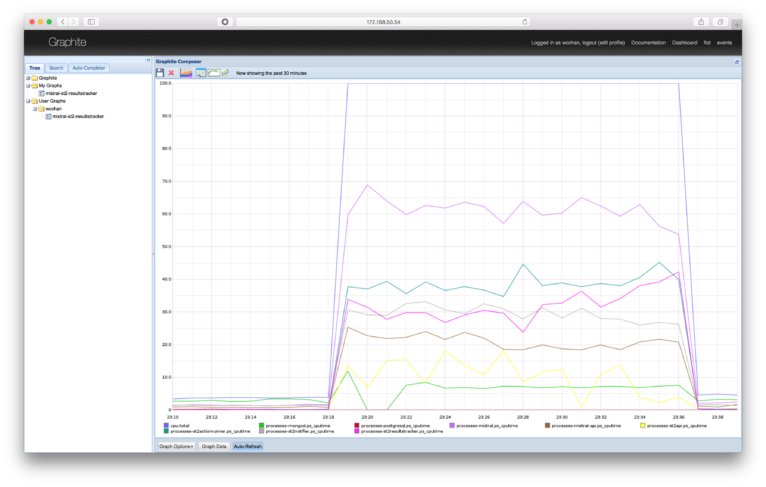 172.168.50.54
Graphite
Logged in as wozhan, logout (edit profile) Documentation Dashboard flot events
Tree Search Auto-Completer
Graphite
My Graphs
mistral-st2-resultstracker
User Graphs
wozhan
mistral-st2-resultstracker
Graphite Composer
Now showing the past 30 minutes
100.0
90.0
80.0
70.0
60.0
50.0
40.0
30.0
20.0
10.0
0
23:10 23:12 23:14 23:16 23:18 23:20 23:22 23:24 23:26 23:28 23:30 23:32 23:34 23:36 23:38
cpu-total processes-mongod.ps_cputime processes-postgresql.ps_cputime processes-mistral.ps_cputime processes-mistral-api.ps_cputime processes-st2api.ps_cputime
processes-st2actionrunner.ps_cputime processes-st2notifier.ps_cputime processes-st2resultstracker.ps_cputime
Graph Options Graph Data Auto-Refresh